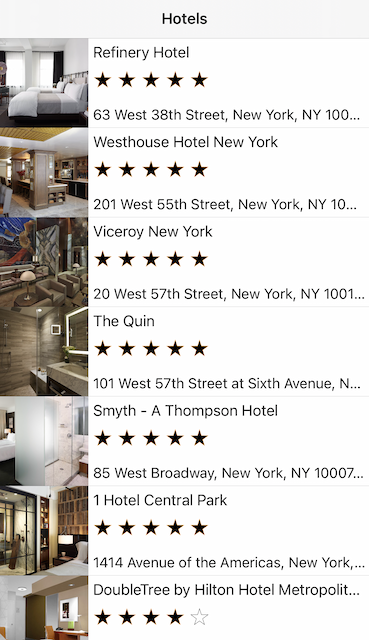 Hotels
Refinery Hotel
★ ★ ★ ★ ★
63 West 38th Street, New York, NY 100...
Westhouse Hotel New York
★ ★ ★ ★ ★
201 West 55th Street, New York, NY 10...
Viceroy New York
★ ★ ★ ★ ★
20 West 57th Street, New York, NY 1001...
The Quin
★ ★ ★ ★ ★
101 West 57th Street at Sixth Avenue, N...
Smyth - A Thompson Hotel
★ ★ ★ ★ ★
85 West Broadway, New York, NY 10007...
1 Hotel Central Park
★ ★ ★ ★ ★
1414 Avenue of the Americas, New York,...
DoubleTree by Hilton Hotel Metropolit...
★ ★ ★ ★ ☆